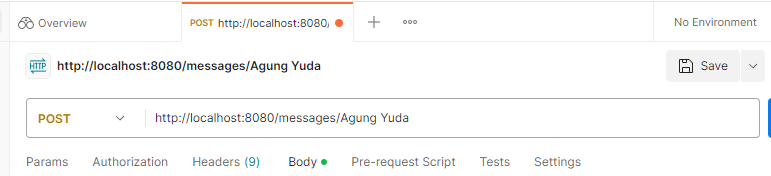 Overview
POST http://localhost:8080/
No Environment
HTTP http://localhost:8080/messages/Agung Yuda
Save
POST http://localhost:8080/messages/Agung Yuda
Params Authorization Headers (9) Body Pre-request Script Tests Settings